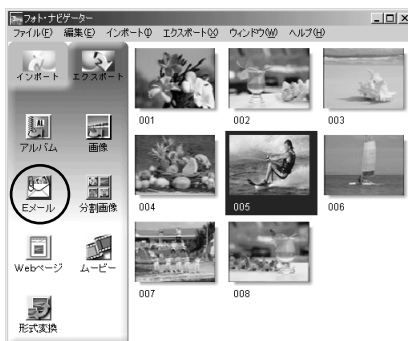 フォト・ナビゲーター
ファイル(F) 編集(E) インポート(I) エクスポート(X) ウィンドウ(W) ヘルプ(H)
インポート エクスポート
アルバム 画像
Eメール 分割画像
Webページ ムービー
形式変換
001 002 003
004 005 006
007 008